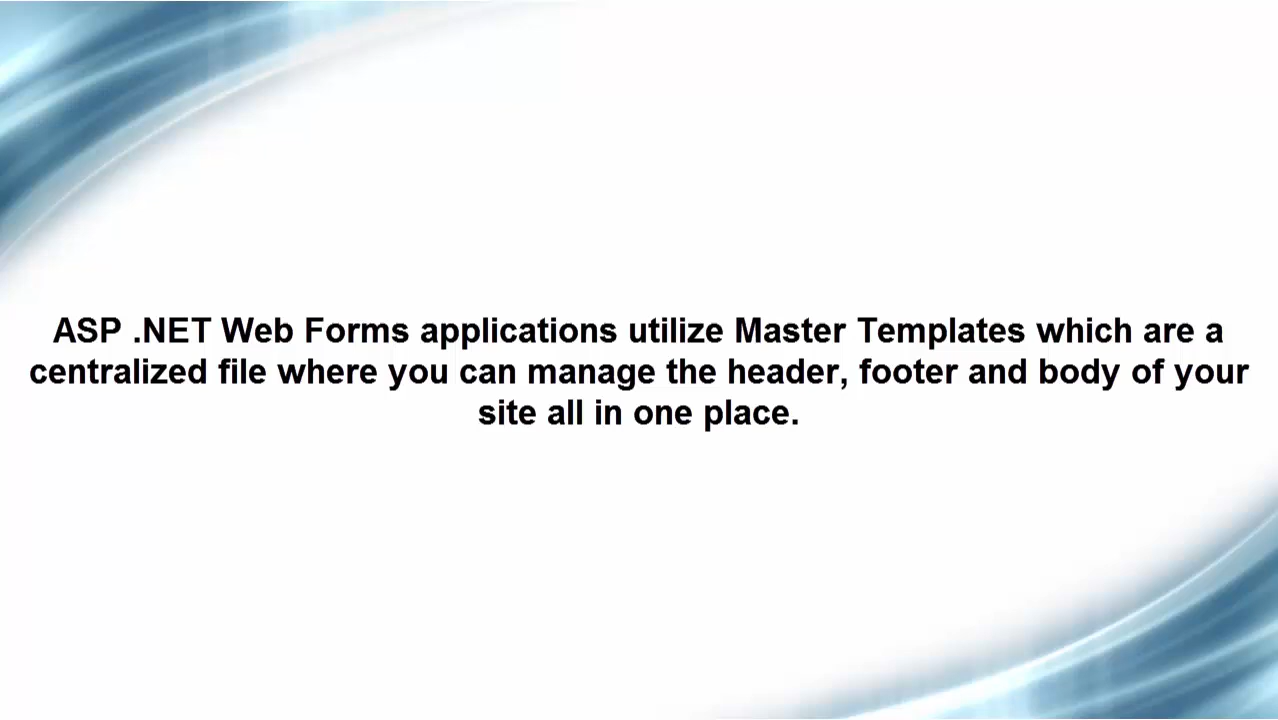 ASP .NET Web Forms applications utilize Master Templates which are a
centralized file where you can manage the header, footer and body of your
site all in one place.